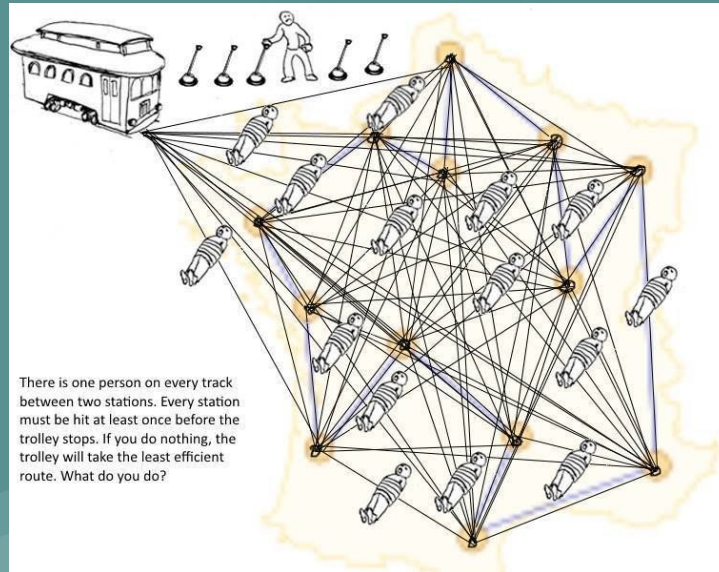 There is one person on every track
between two stations. Every station
must be hit at least once before the
trolley stops. If you do nothing, the
trolley will take the least efficient
route. What do you do?